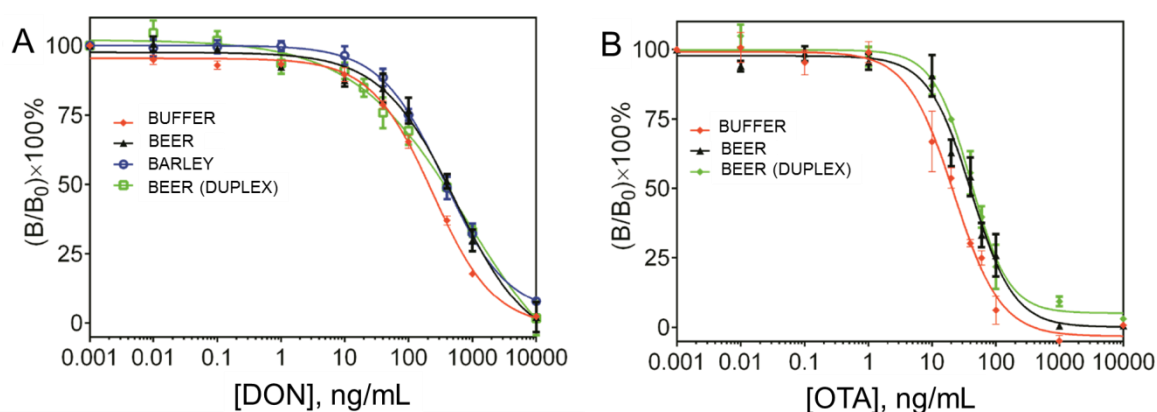 A
(B/B₀)×100%
100
75
50
25
0
BUFFER
BEER
BARLEY
BEER (DUPLEX)
0.001 0.01 0.1 1 10 100 1000 10000
[DON], ng/mL
B
(B/B₀)×100%
100
75
50
25
0
BUFFER
BEER
BEER (DUPLEX)
0.001 0.01 0.1 1 10 100 1000 10000
[OTA], ng/mL